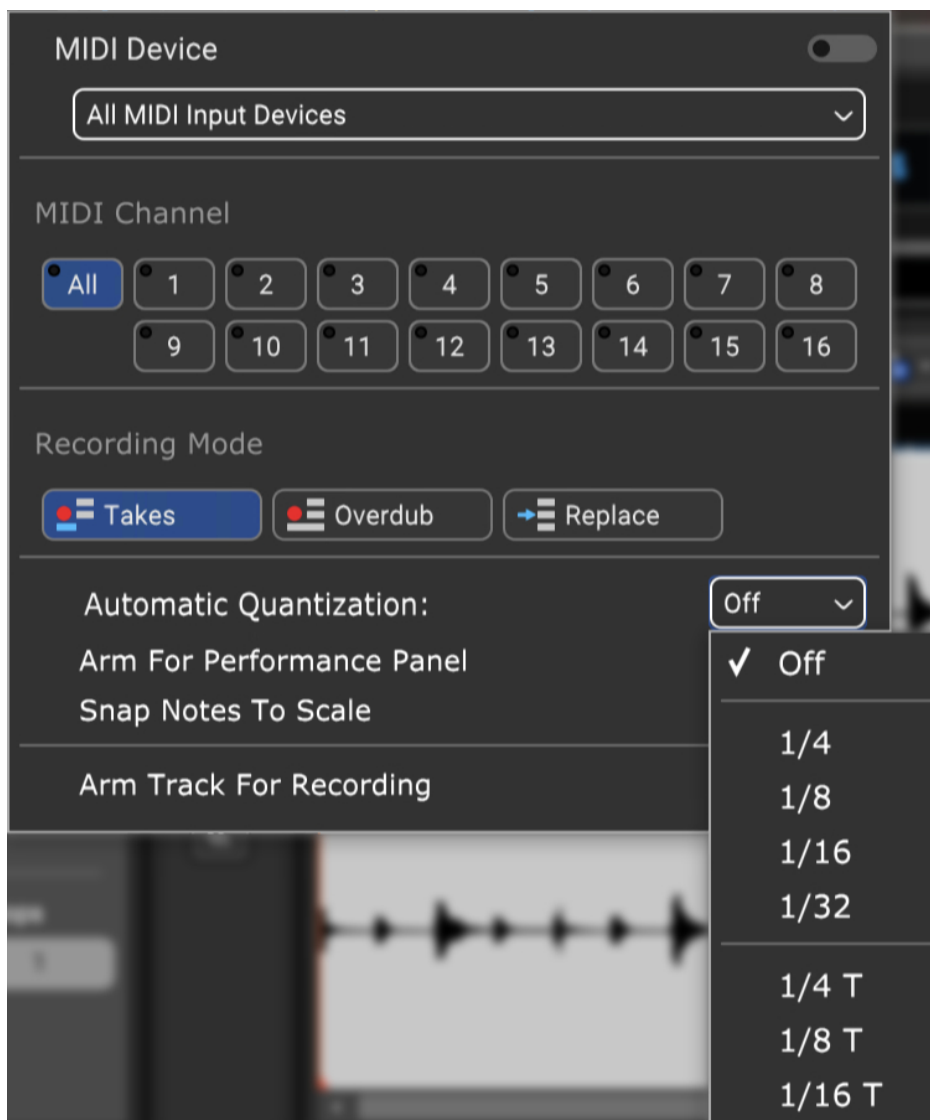 MIDI Device
All MIDI Input Devices
MIDI Channel
All 1 2 3 4 5 6 7 8
9 10 11 12 13 14 15 16
Recording Mode
Takes Overdub Replace
Automatic Quantization: Off
Arm For Performance Panel
Snap Notes To Scale
Arm Track For Recording
Off
1/4
1/8
1/16
1/32
1/4 T
1/8 T
1/16 T